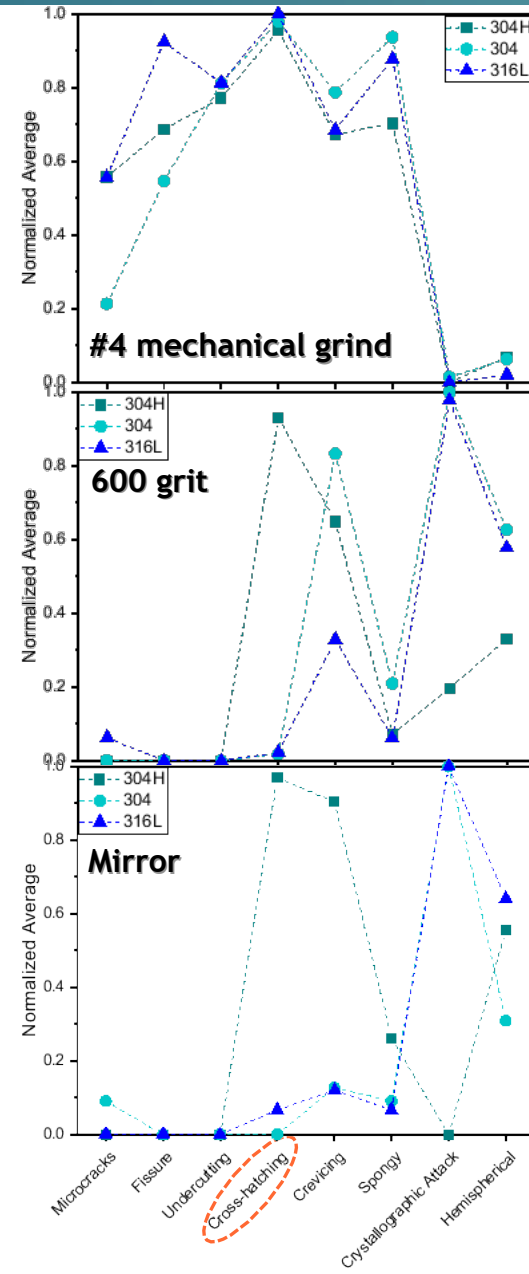 1.0
0.8
0.6
0.4
0.2
0.0
Normalized Average
304H
304
316L
#4 mechanical grind
1.0
0.8
0.6
0.4
0.2
0.0
Normalized Average
304H
304
316L
600 grit
1.0
0.8
0.6
0.4
0.2
0.0
Normalized Average
304H
304
316L
Mirror
Microcracks
Fissure
Undercutting
Cross-hatching
Crevicing
Spongy
Crystallographic Attack
Hemispherical